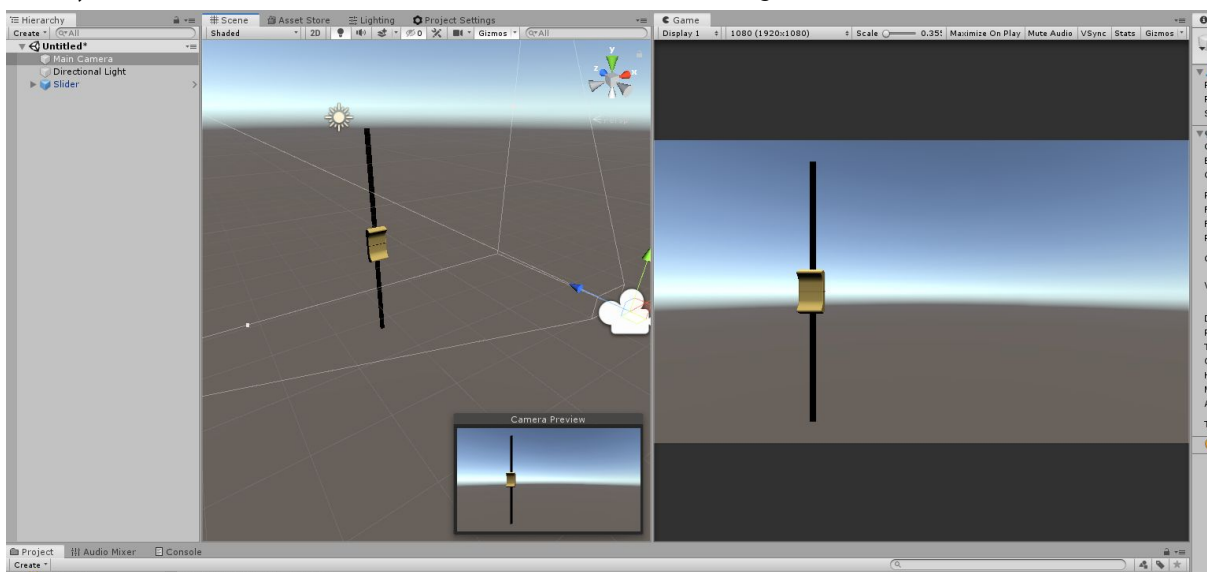 Hierarchy
Create
All
Untitled*
Main Camera
Directional Light
Slider
Scene
Asset Store
Lighting
Project Settings
Shaded
2D
0
Gizmos
All
y
x
z
Camera Preview
Game
Display 1
1080 (1920x1080)
Scale
Maximize On Play
Mute Audio
VSync
Stats
Gizmos
Project
Audio Mixer
Console
Create